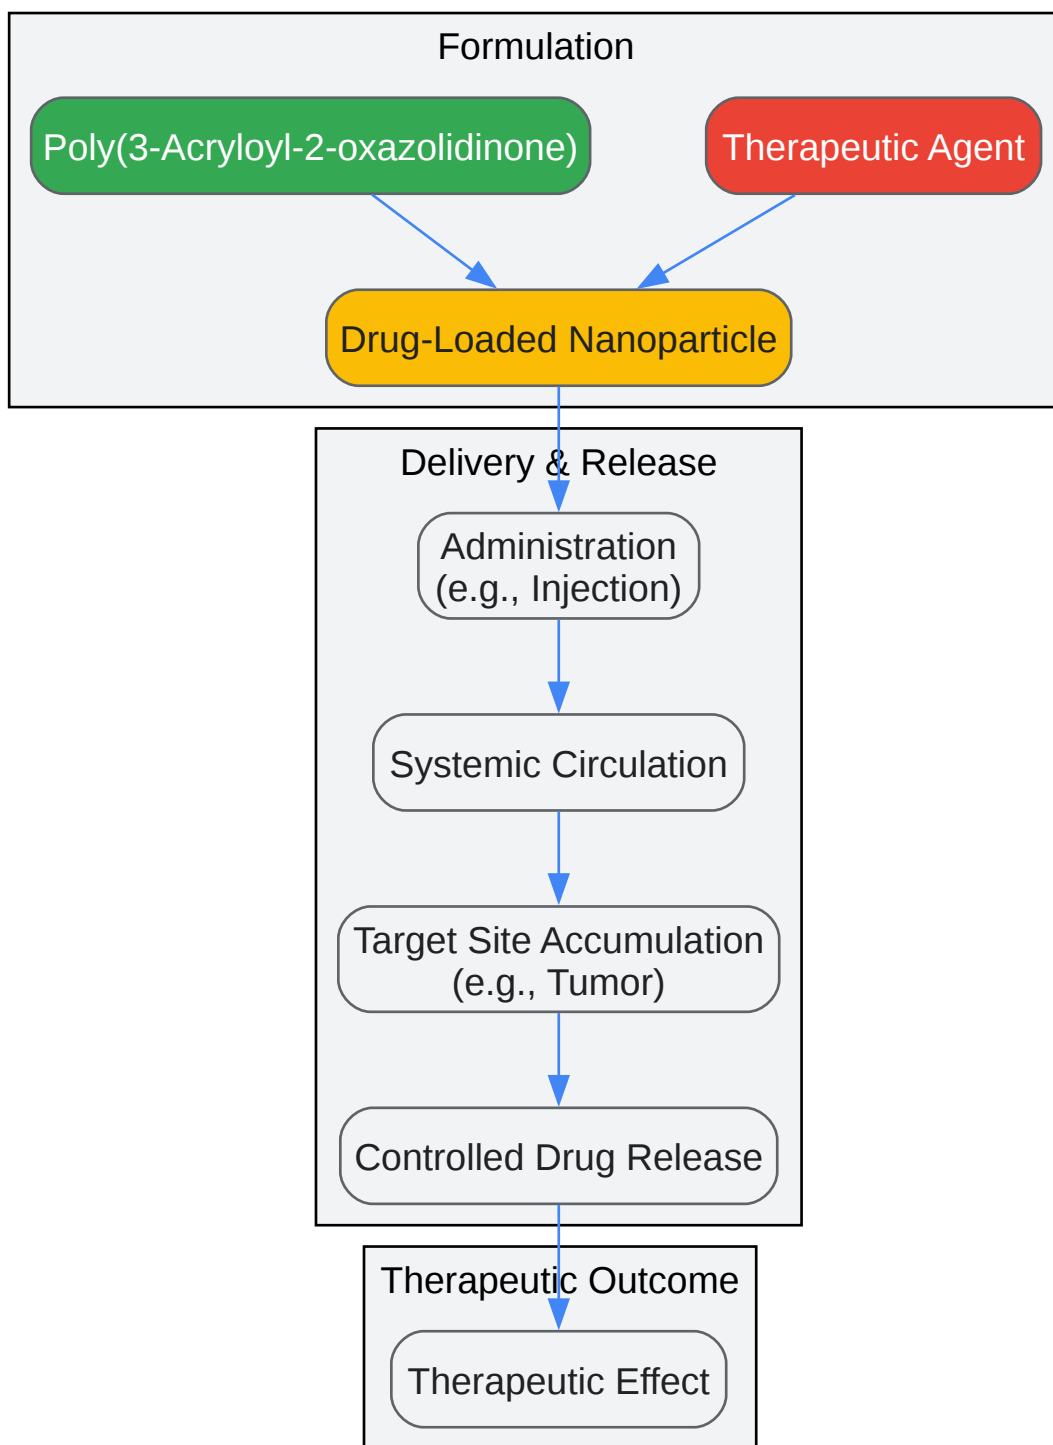 Formulation
Poly(3-Acryloyl-2-oxazolidinone)
Therapeutic Agent
Drug-Loaded Nanoparticle
Delivery & Release
Administration
(e.g., Injection)
Systemic Circulation
Target Site Accumulation
(e.g., Tumor)
Controlled Drug Release
Therapeutic Outcome
Therapeutic Effect